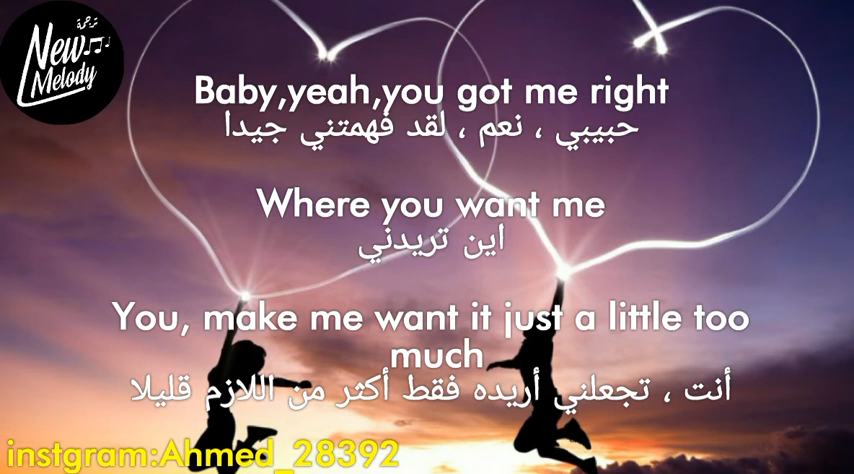 ترجمة
New
Melody
Baby,yeah,you got me right
حبيبي ، نعم ، لقد فهمتني جيدا
Where you want me
اين تريدني
You, make me want it just a little too
much
أنت ، تجعلني أريده فقط أكثر من اللازم قليلا
instgram:Ahmed_28392